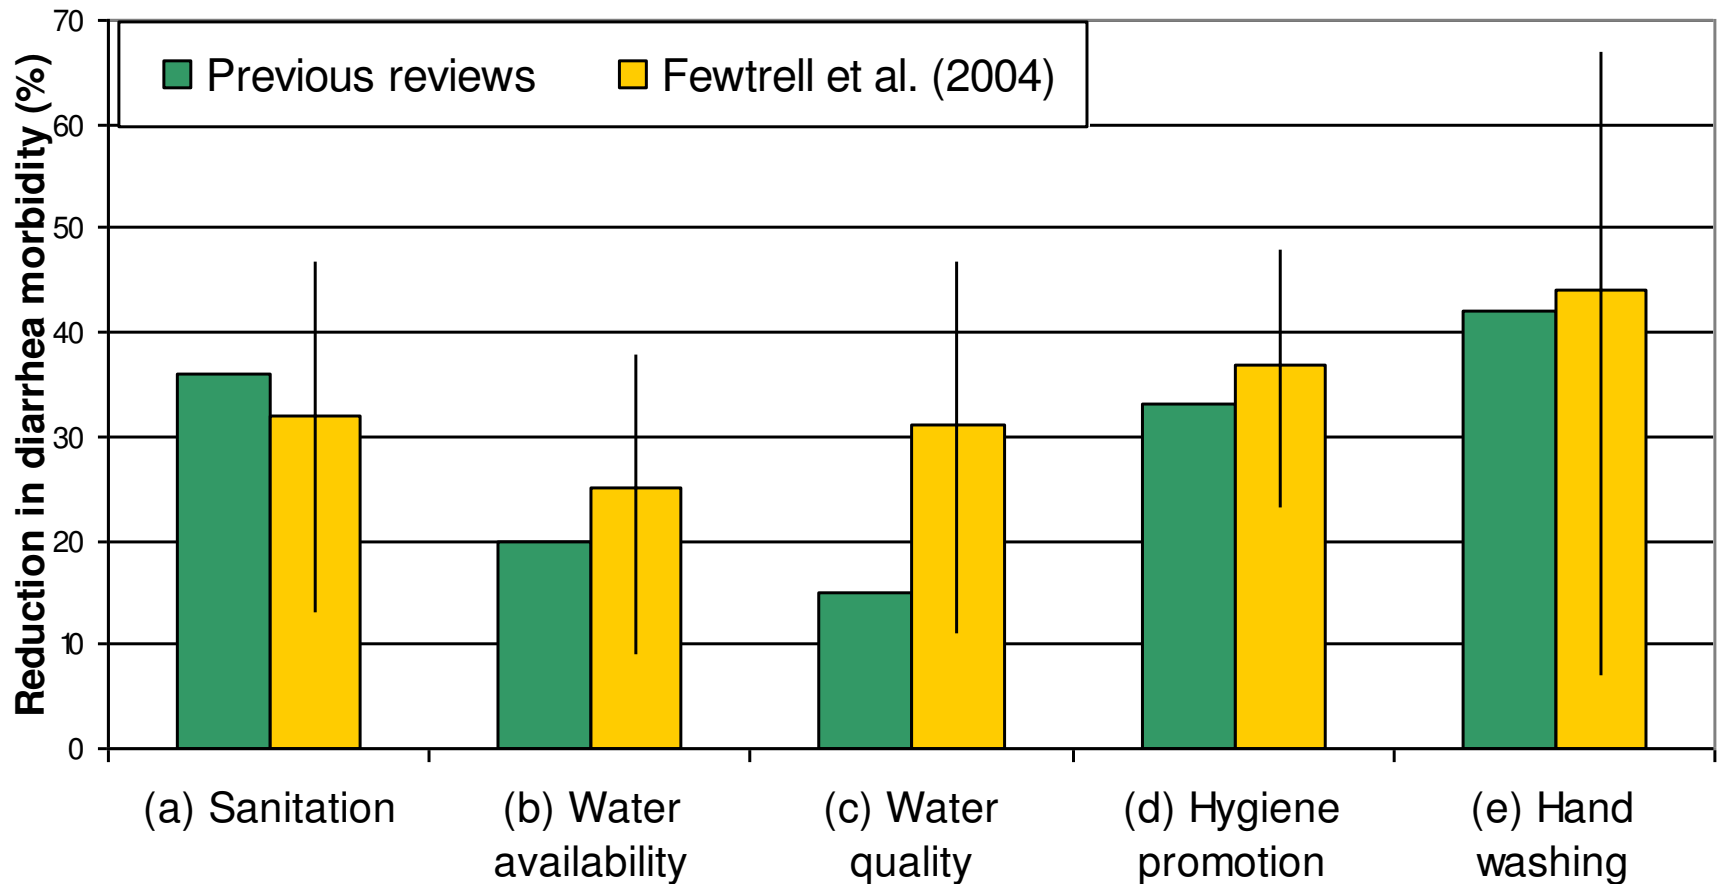 Reduction in diarrhea morbidity (%)
70
60
50
40
30
20
10
0
Previous reviews
Fewtrell et al. (2004)
(a) Sanitation
(b) Water
availability
(c) Water
quality
(d) Hygiene
promotion
(e) Hand
washing